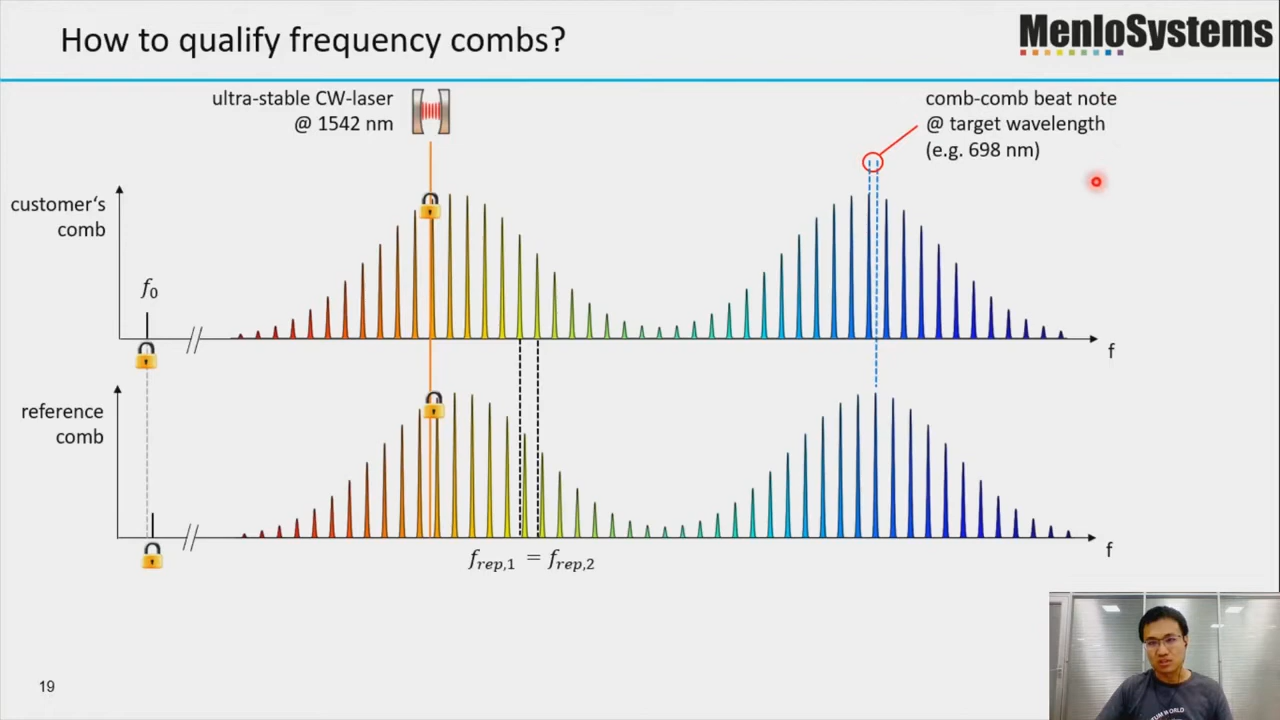 How to qualify frequency combs?
MenloSystems
ultra-stable CW-laser
@ 1542 nm
comb-comb beat note
@ target wavelength
(e.g. 698 nm)
customer‘s
comb
f₀
f
reference
comb
f
f_rep,1 = f_rep,2
19